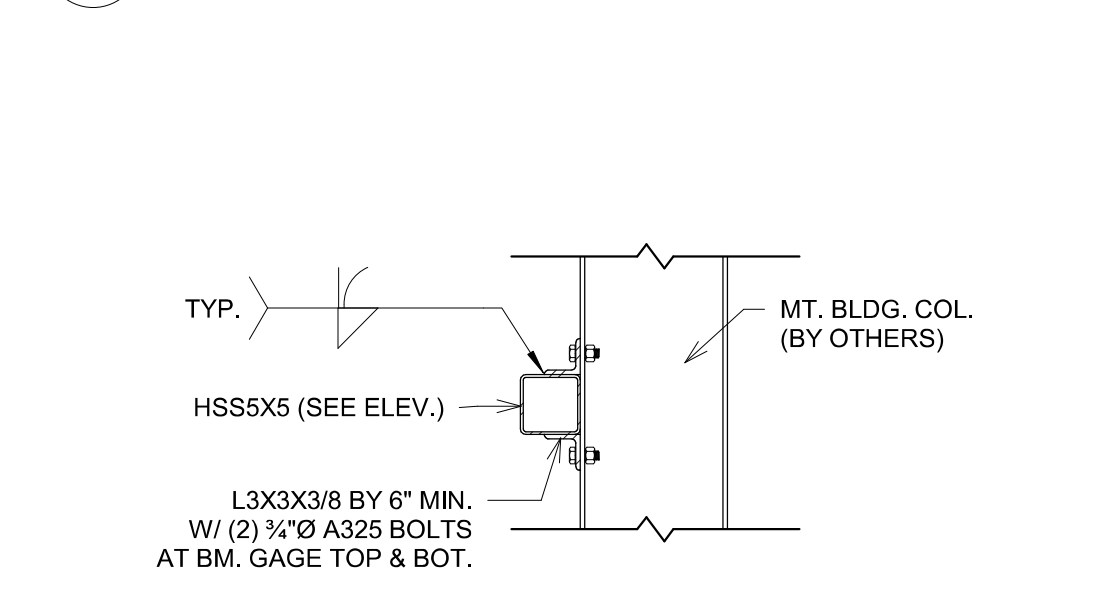 TYP.
MT. BLDG. COL.
(BY OTHERS)
HSS5X5 (SEE ELEV.)
L3X3X3/8 BY 6" MIN.
W/ (2) ¾"Ø A325 BOLTS
AT BM. GAGE TOP & BOT.